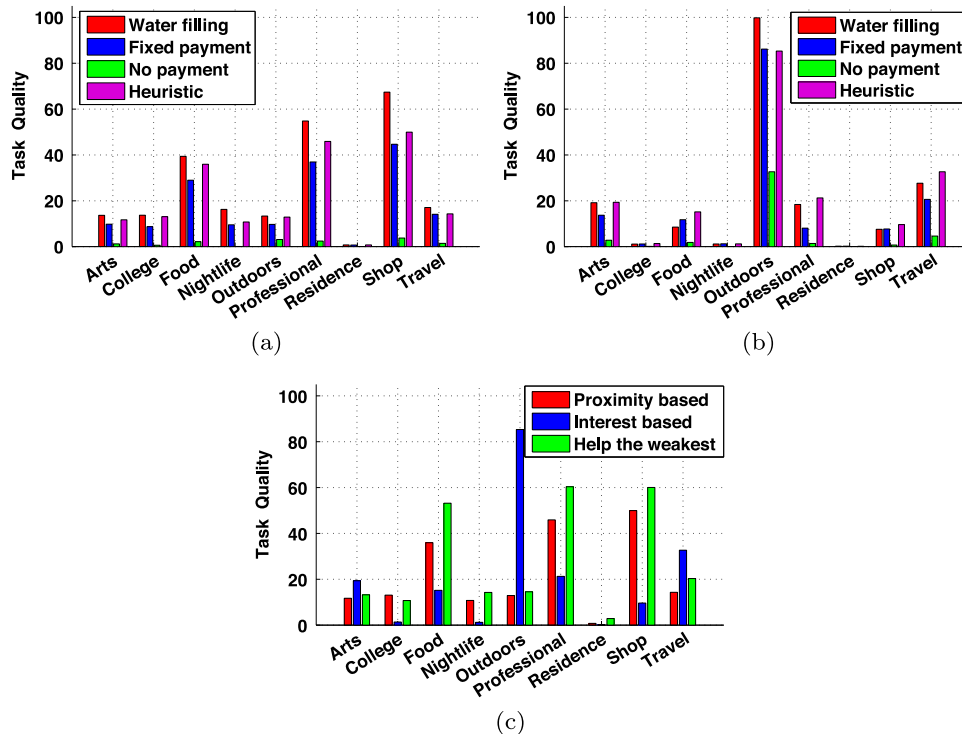 100
80
60
40
20
0
Task Quality
Water filling
Fixed payment
No payment
Heuristic
Arts
College
Food
Nightlife
Outdoors
Professional
Residence
Shop
Travel
(a)
100
80
60
40
20
0
Task Quality
Water filling
Fixed payment
No payment
Heuristic
Arts
College
Food
Nightlife
Outdoors
Professional
Residence
Shop
Travel
(b)
100
80
60
40
20
0
Task Quality
Proximity based
Interest based
Help the weakest
Arts
College
Food
Nightlife
Outdoors
Professional
Residence
Shop
Travel
(c)